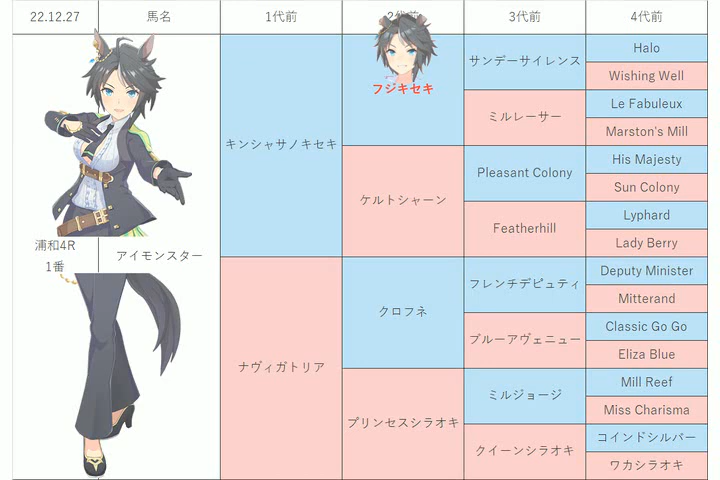 22.12.27 馬名 1代前 2代前 3代前 4代前
浦和4R
1番
アイモンスター
キンシャサノキセキ
ナヴィガトリア
フジキセキ
ケルトシャーン
クロフネ
プリンセスシラオキ
サンデーサイレンス
ミルレーサー
Pleasant Colony
Featherhill
フレンチデピュティ
ブルーアヴェニュー
ミルジョージ
クイーンシラオキ
Halo
Wishing Well
Le Fabuleux
Marston's Mill
His Majesty
Sun Colony
Lyphard
Lady Berry
Deputy Minister
Mitterand
Classic Go Go
Eliza Blue
Mill Reef
Miss Charisma
コインドシルバー
ワカシラオキ